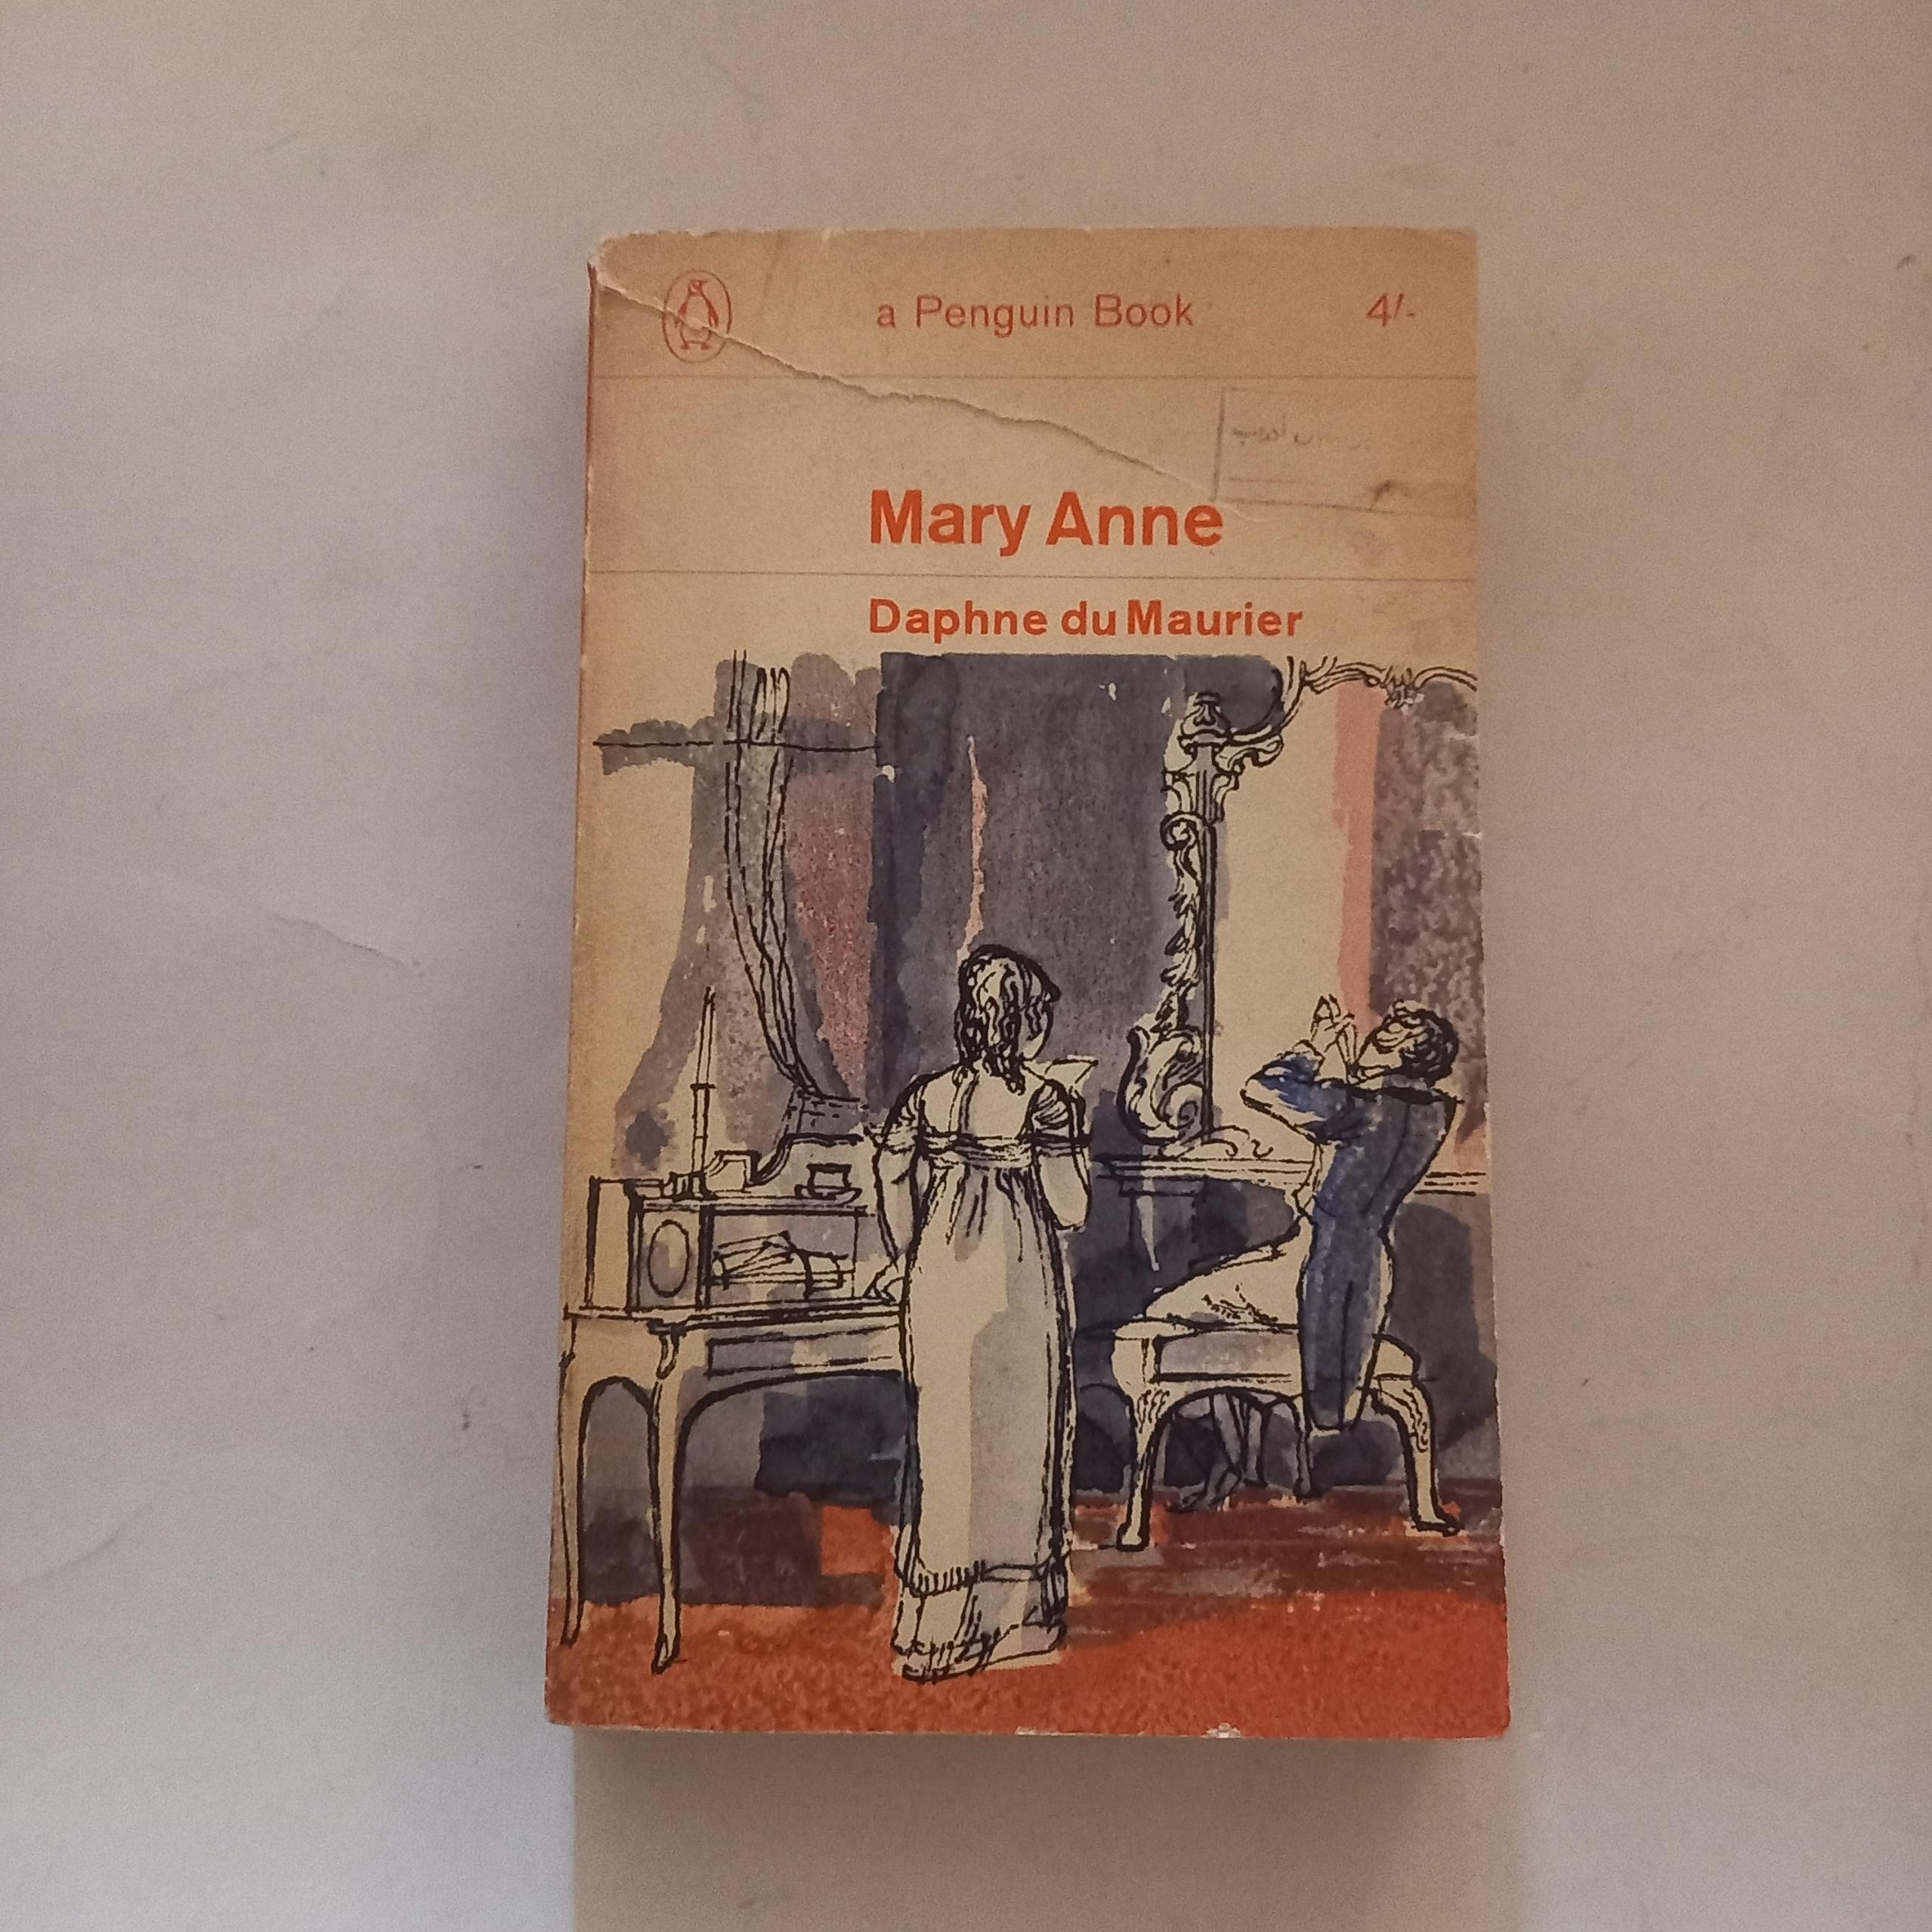 a Penguin Book 4/-
Mary Anne
Daphne du Maurier